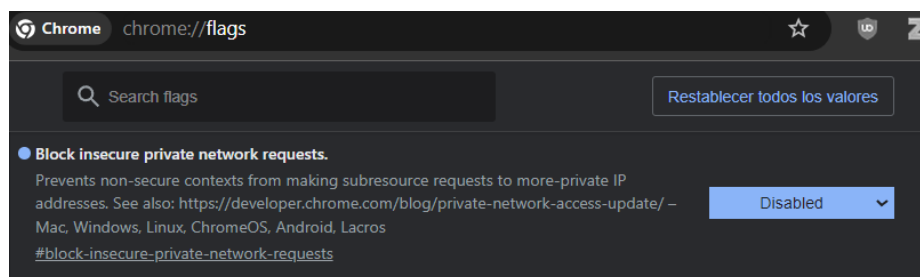 Chrome chrome://flags
Search flags
Restablecer todos los valores
Block insecure private network requests.
Prevents non-secure contexts from making subresource requests to more-private IP
addresses. See also: https://developer.chrome.com/blog/private-network-access-update/ –
Mac, Windows, Linux, ChromeOS, Android, Lacros
#block-insecure-private-network-requests
Disabled